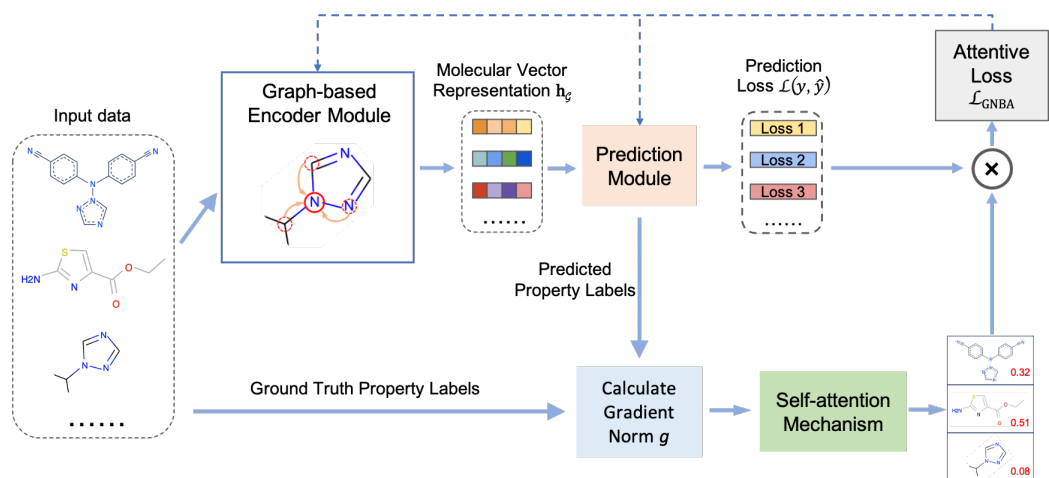 Input data
N
N
N
N
N
N
S
H2N
N
O
O
N
N
N
......
Graph-based
Encoder Module
N
N
N
Molecular Vector
Representation h𝒢
......
Prediction
Module
Prediction
Loss ℒ(y, ŷ)
Loss 1
Loss 2
Loss 3
......
Attentive
Loss
ℒGNBA
×
Predicted
Property Labels
Ground Truth Property Labels
Calculate
Gradient
Norm g
Self-attention
Mechanism
0.32
H2N
S
N
O
O
0.51
N
N
N
0.08